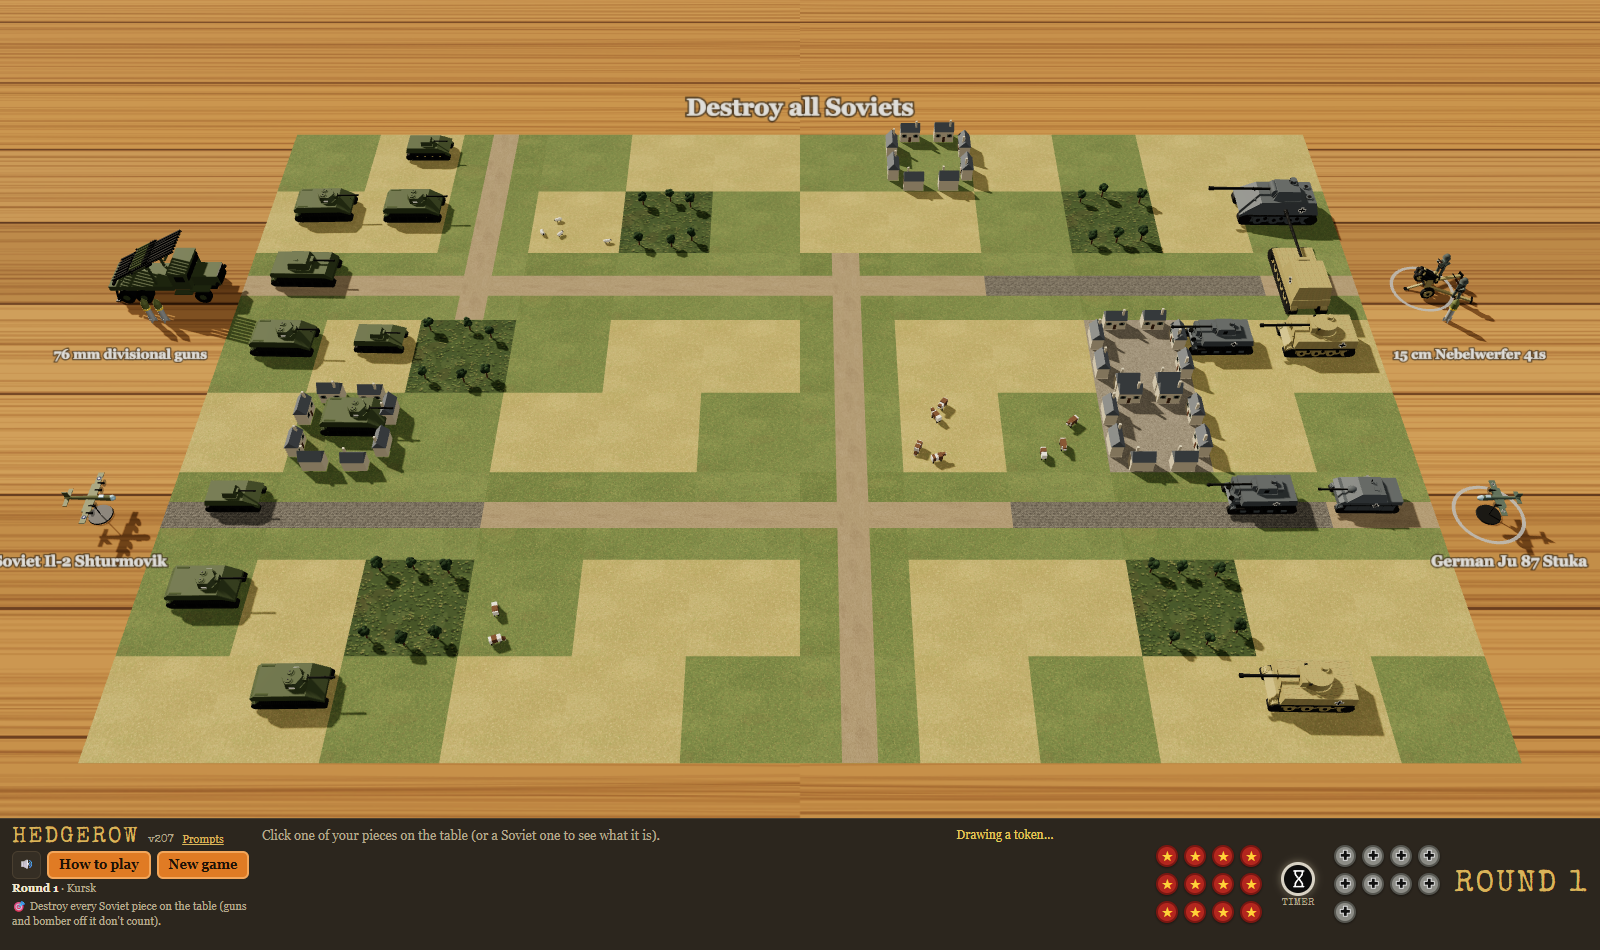 Destroy all Soviets
76 mm divisional guns
15 cm Nebelwerfer 41s
Soviet Il-2 Shturmovik
German Ju 87 Stuka
HEDGEROW v207 Prompts
Click one of your pieces on the table (or a Soviet one to see what it is).
Drawing a token...
How to play
New game
Round 1 · Kursk
Destroy every Soviet piece on the table (guns
and bomber off it don't count).
TIMER
ROUND 1